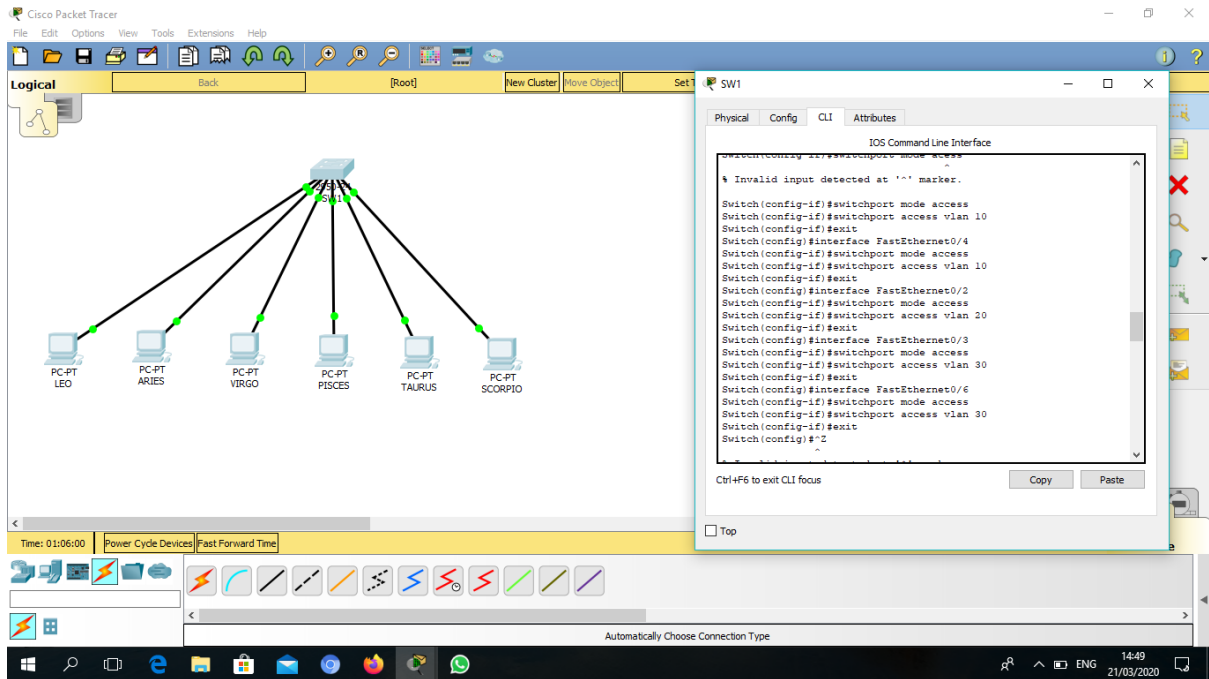 Cisco Packet Tracer
File Edit Options View Tools Extensions Help
Logical
Back
[Root]
New Cluster
Move Object
Set T
SW1
Physical Config CLI Attributes
IOS Command Line Interface
Switch(config-if)#switchport mode acess
^
% Invalid input detected at '^' marker.
Switch(config-if)#switchport mode access
Switch(config-if)#switchport access vlan 10
Switch(config-if)#exit
Switch(config)#interface FastEthernet0/4
Switch(config-if)#switchport mode access
Switch(config-if)#switchport access vlan 10
Switch(config-if)#exit
Switch(config)#interface FastEthernet0/2
Switch(config-if)#switchport mode access
Switch(config-if)#switchport access vlan 20
Switch(config-if)#exit
Switch(config)#interface FastEthernet0/3
Switch(config-if)#switchport mode access
Switch(config-if)#switchport access vlan 30
Switch(config-if)#exit
Switch(config)#interface FastEthernet0/6
Switch(config-if)#switchport mode access
Switch(config-if)#switchport access vlan 30
Switch(config-if)#exit
Switch(config)#^Z
^
Ctrl+F6 to exit CLI focus
Copy
Paste
Top
2950-24
SW1
PC-PT
LEO
PC-PT
ARIES
PC-PT
VIRGO
PC-PT
PISCES
PC-PT
TAURUS
PC-PT
SCORPIO
Time: 01:06:00
Power Cycle Devices
Fast Forward Time
Automatically Choose Connection Type
ENG
14:49
21/03/2020